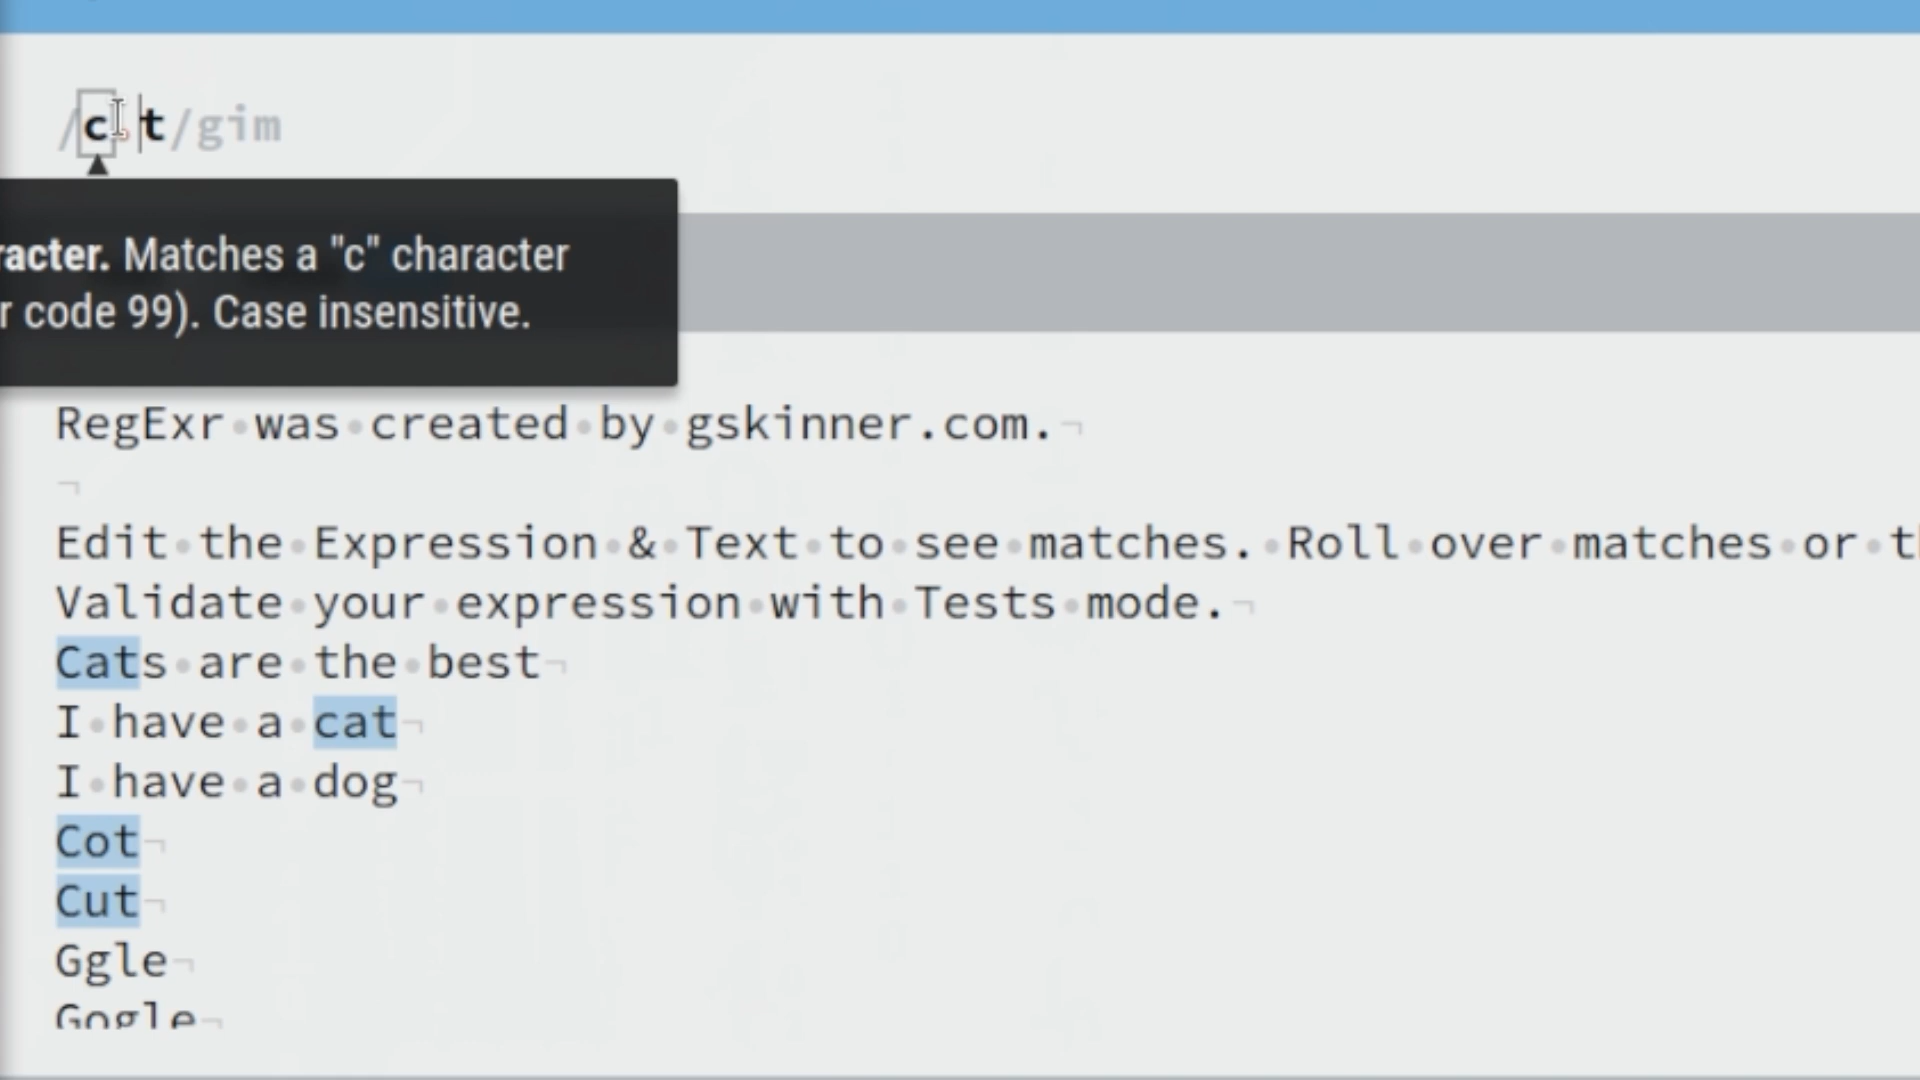 /c.t/gim
racter. Matches a "c" character
r code 99). Case insensitive.
RegExr was created by gskinner.com.
Edit the Expression & Text to see matches. Roll over matches or t
Validate your expression with Tests mode.
Cats are the best
I have a cat
I have a dog
Cot
Cut
Ggle
Gogle